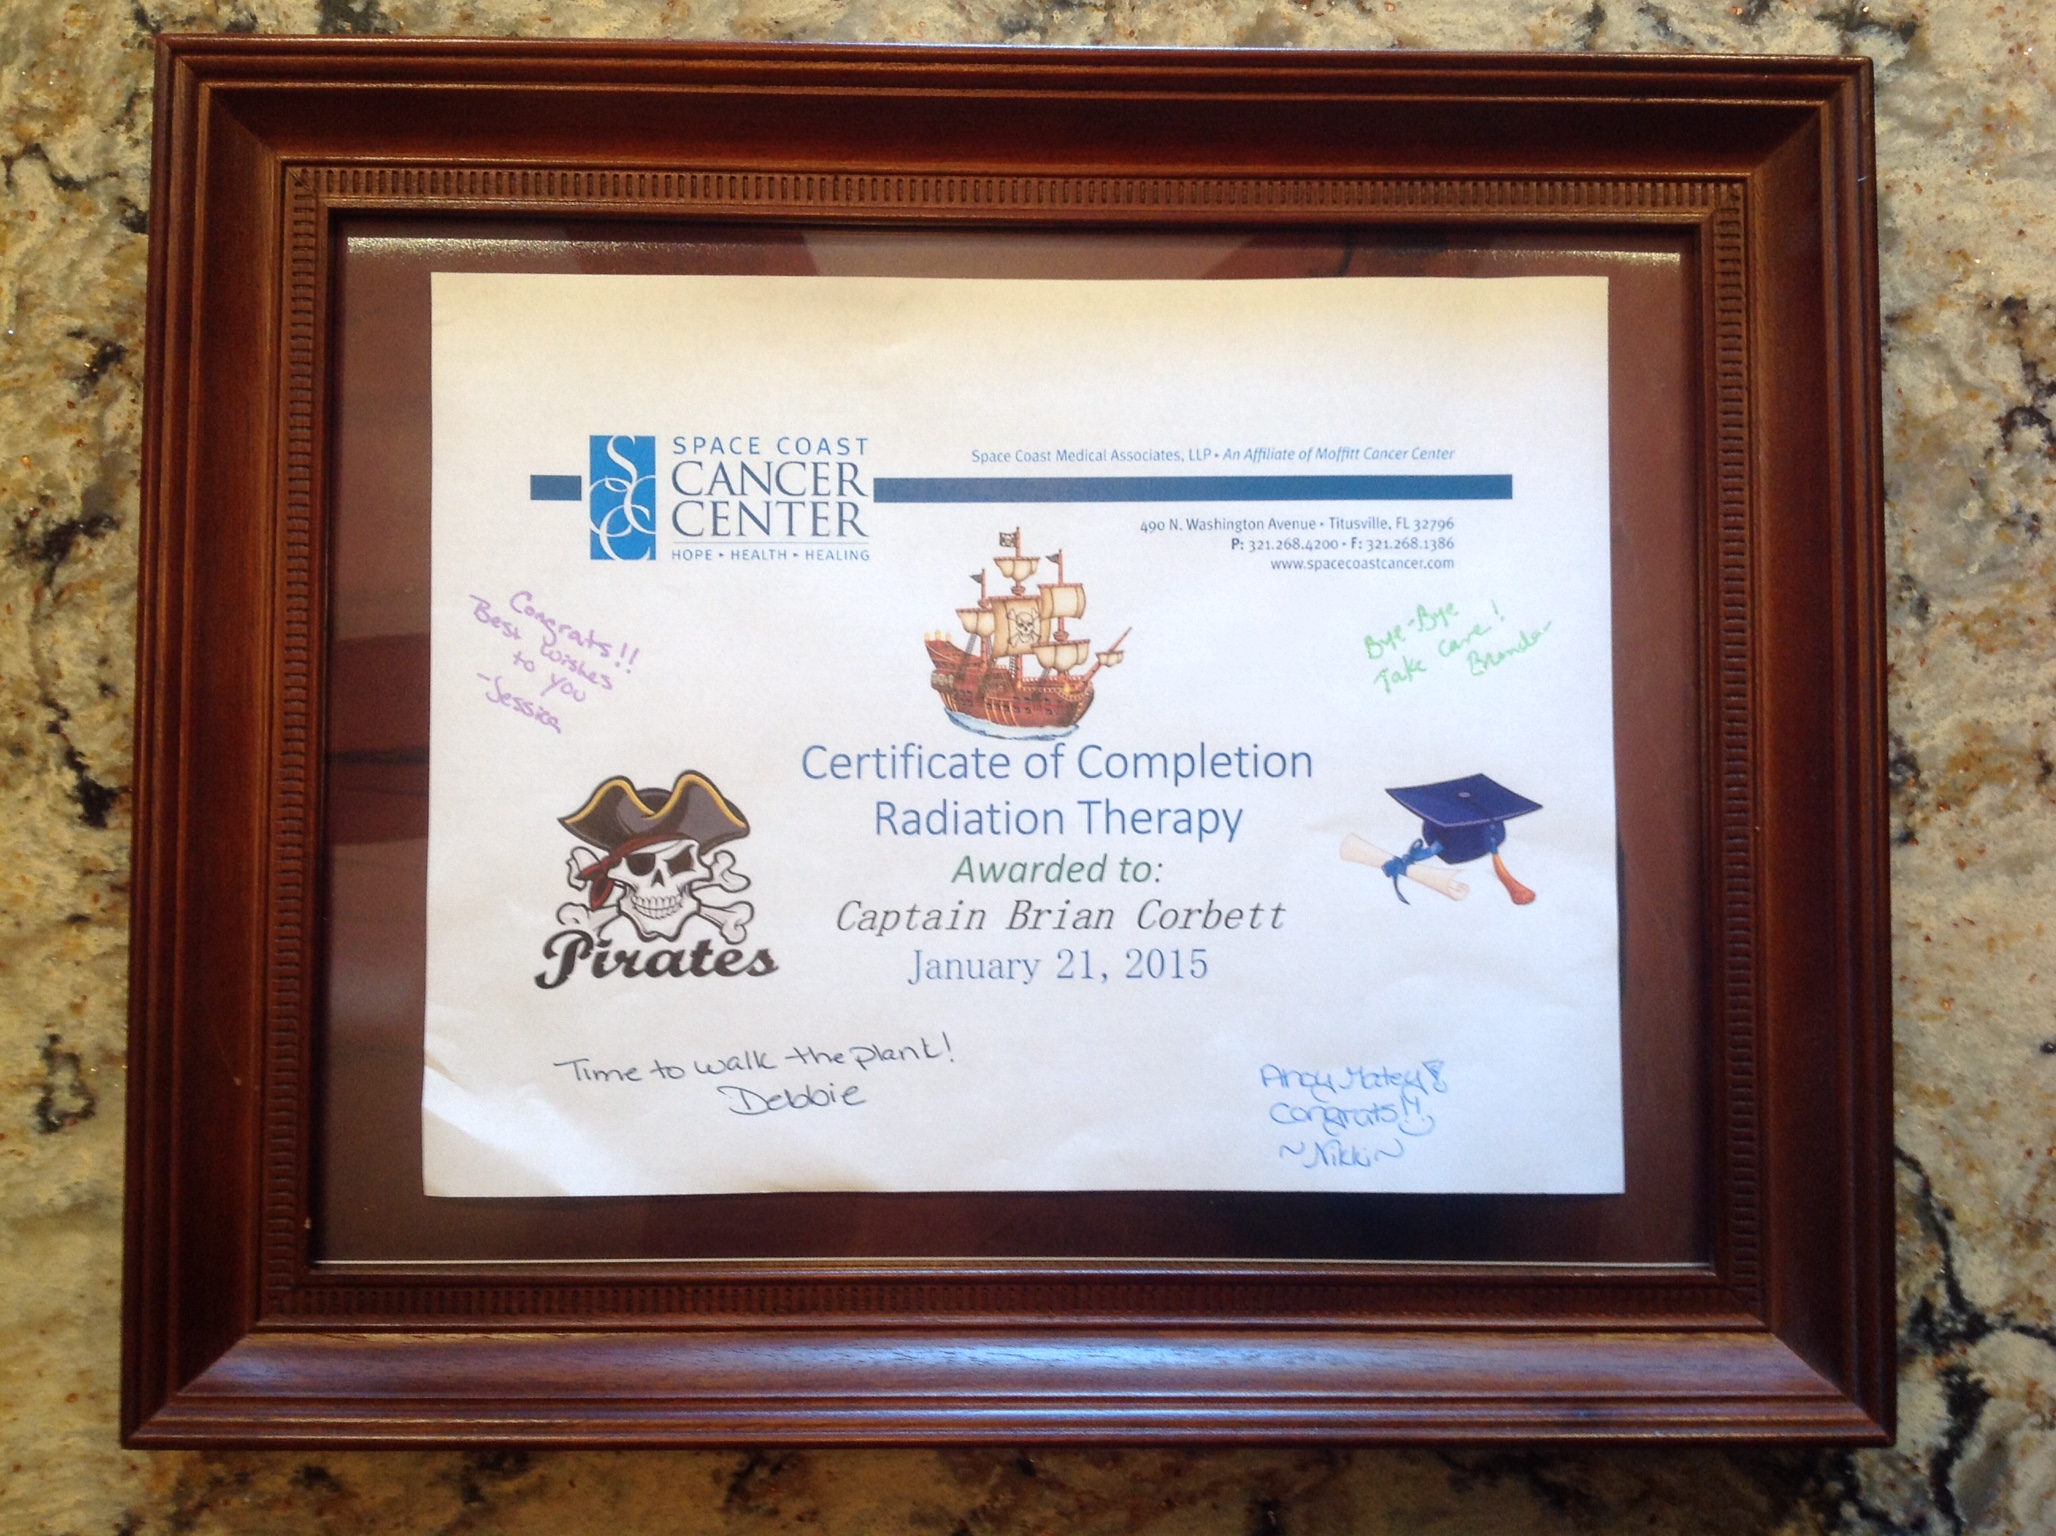 SPACE COAST
CANCER
CENTER
HOPE • HEALTH • HEALING
Space Coast Medical Associates, LLP • An Affiliate of Moffitt Cancer Center
490 N. Washington Avenue • Titusville, FL 32796
P: 321.268.4200 • F: 321.268.1386
www.spacecoastcancer.com
Congrats!!
Best Wishes
to you
-Jessica
Bye-Bye
Take care!
Brenda-
Certificate of Completion
Radiation Therapy
Awarded to:
Captain Brian Corbett
January 21, 2015
Pirates
Time to walk the plank!
Debbie
Ahoy Matey!
Congrats!!
~Nikki~